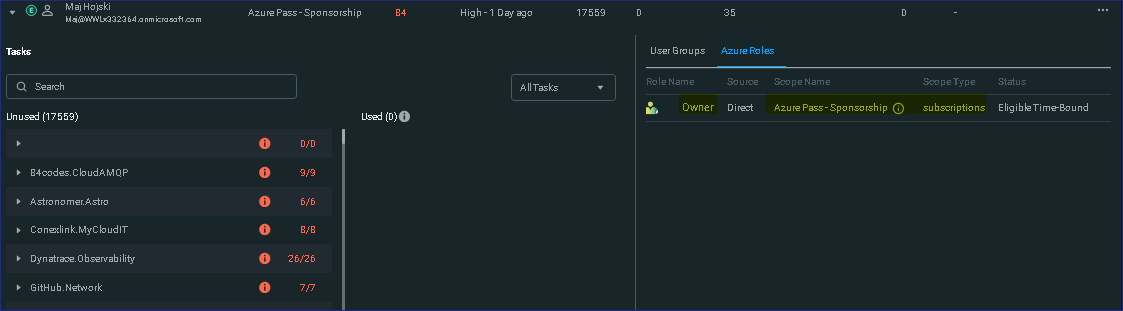 Maj Hojski
Maj@WWLx332364.onmicrosoft.com
Azure Pass - Sponsorship 84 High - 1 Day ago 17559 0 35 0 -
Tasks
Search
All Tasks
Unused (17559) Used (0)
0/0
84codes.CloudAMQP 9/9
Astronomer.Astro 6/6
Conexlink.MyCloudIT 8/8
Dynatrace.Observability 26/26
GitHub.Network 7/7
User Groups Azure Roles
Role Name Source Scope Name Scope Type Status
Owner Direct Azure Pass - Sponsorship subscriptions Eligible Time-Bound